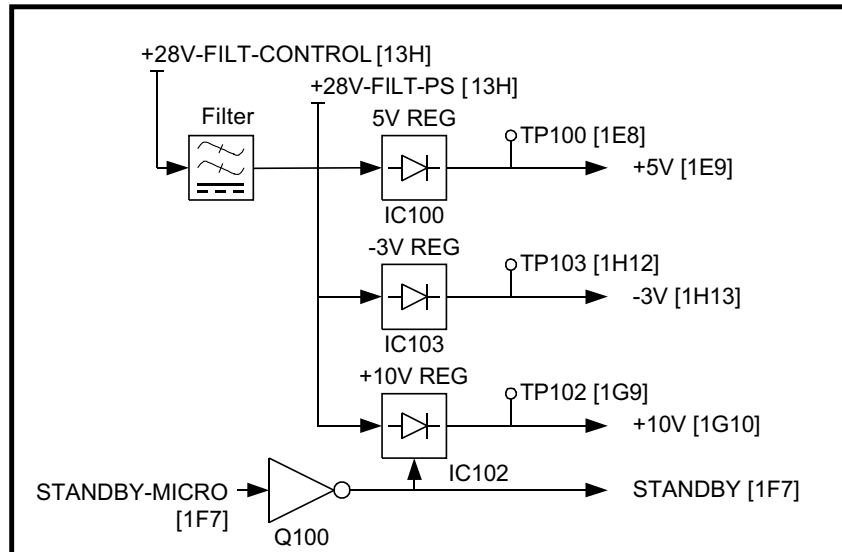 +28V-FILT-CONTROL [13H]
+28V-FILT-PS [13H]
Filter
5V REG
TP100 [1E8]
+5V [1E9]
IC100
-3V REG
TP103 [1H12]
-3V [1H13]
IC103
+10V REG
TP102 [1G9]
+10V [1G10]
IC102
STANDBY-MICRO
[1F7]
STANDBY [1F7]
Q100